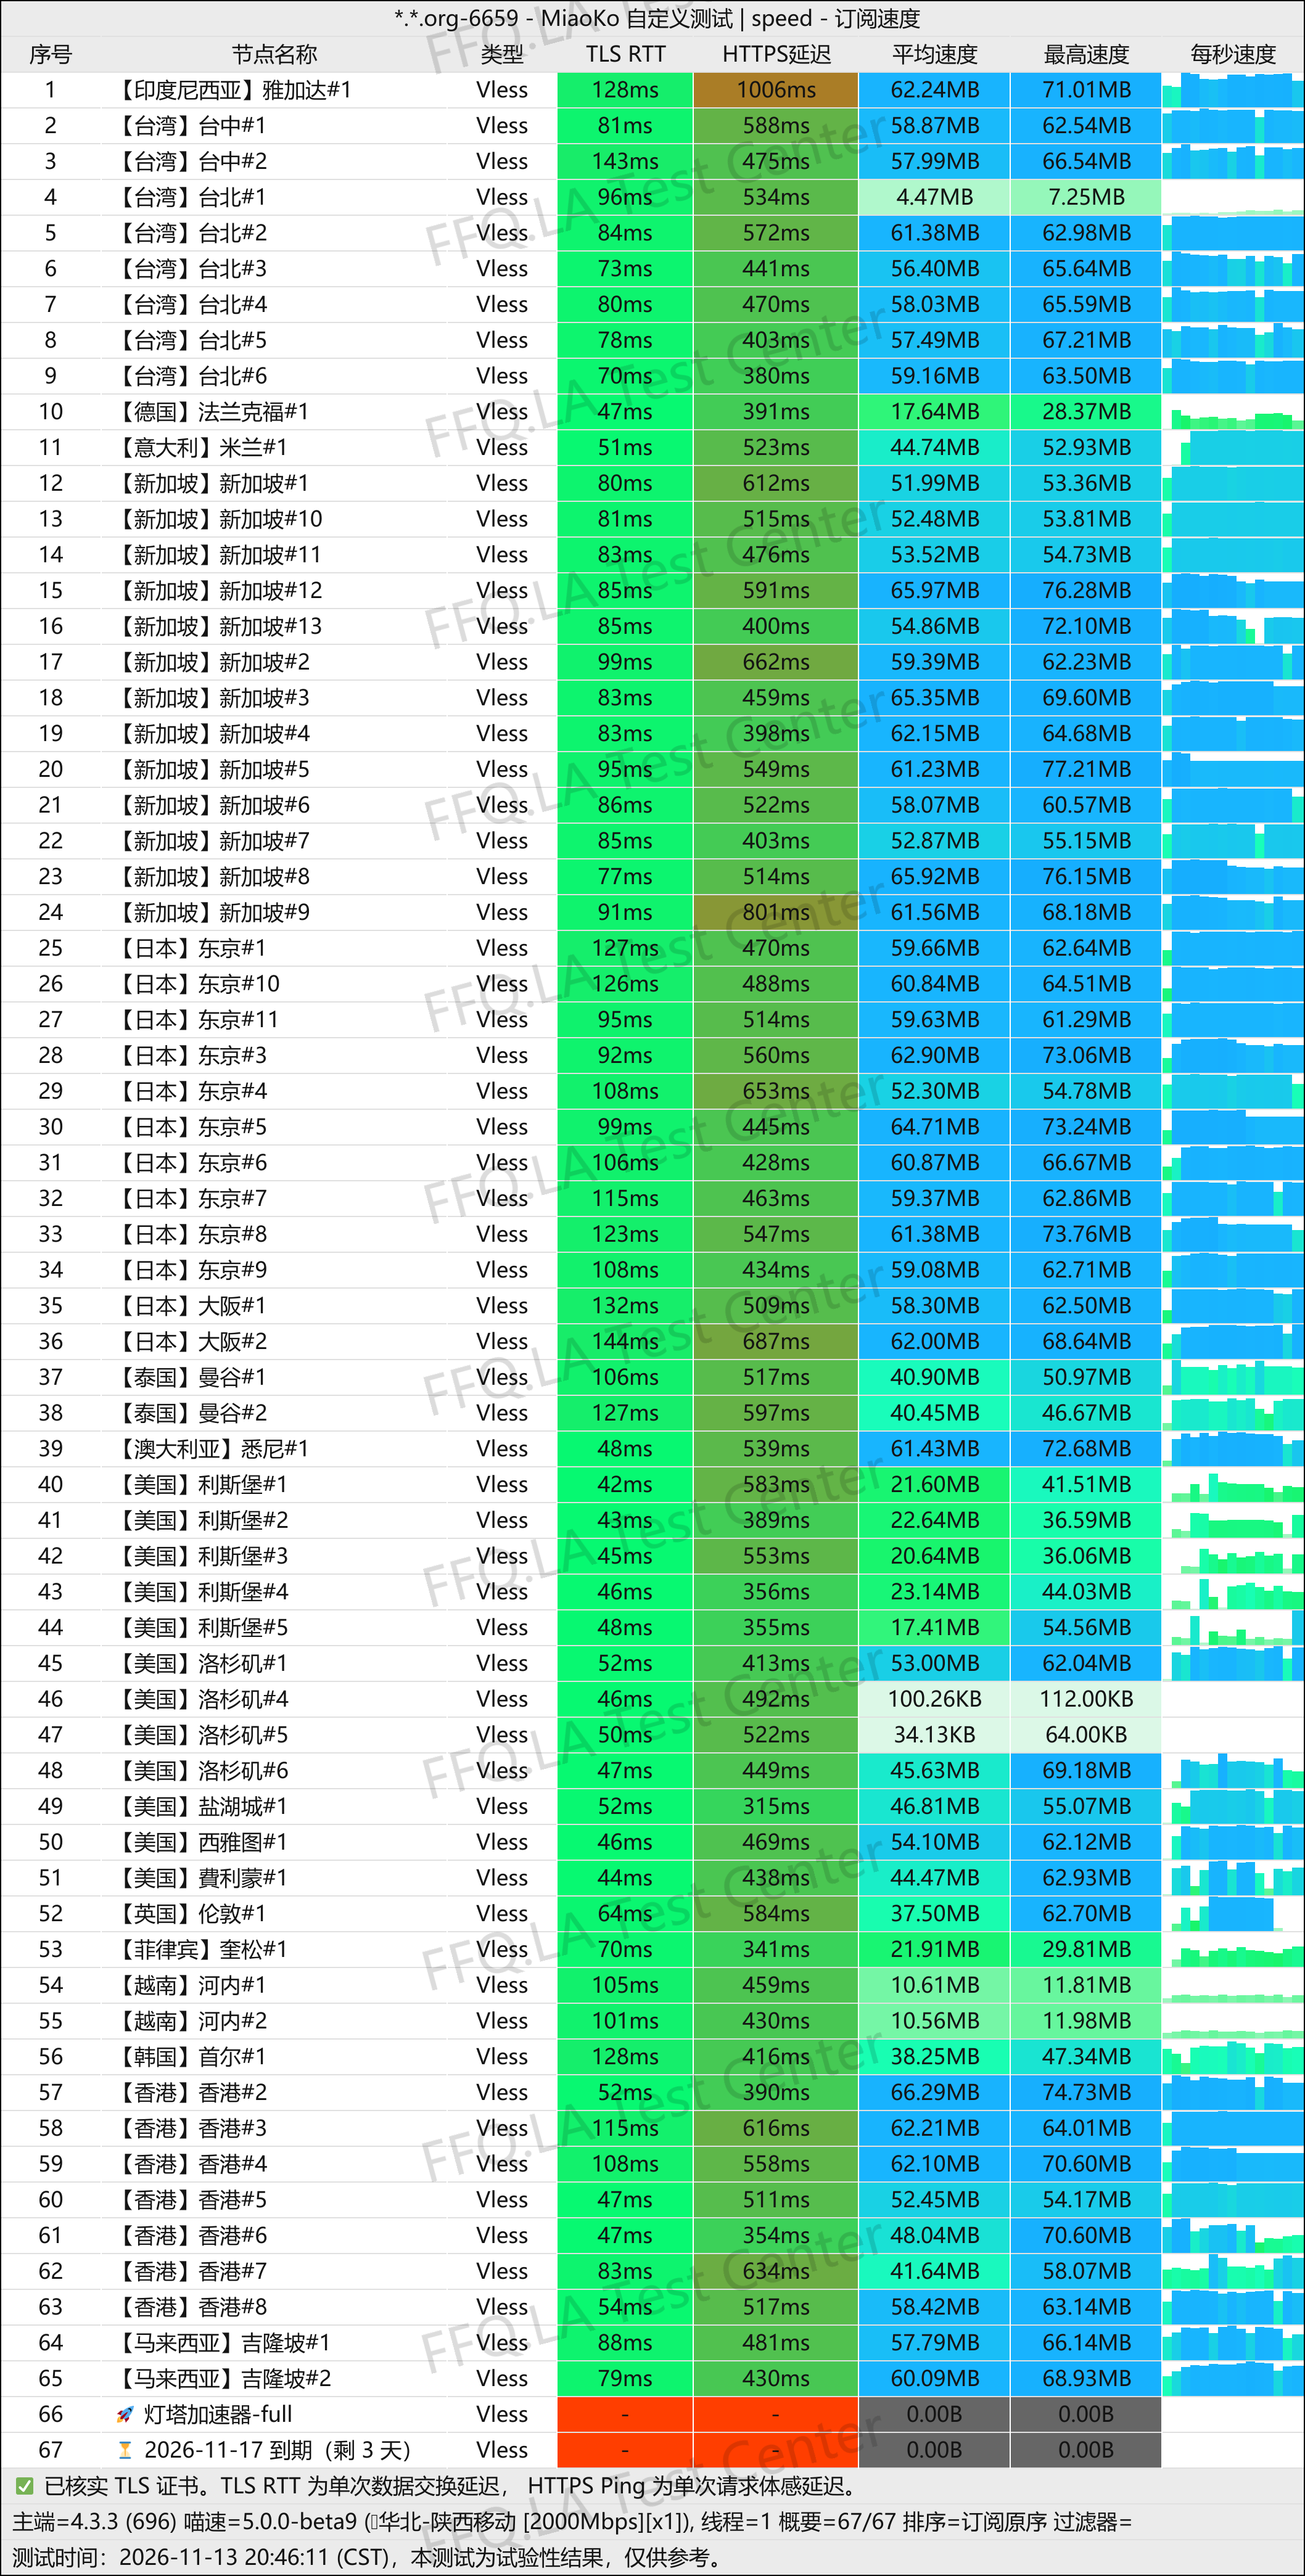 *.*.org-6659 - MiaoKo 自定义测试 | speed - 订阅速度
序号 节点名称 类型 TLS RTT HTTPS延迟 平均速度 最高速度 每秒速度
1 【印度尼西亚】雅加达#1 Vless 128ms 1006ms 62.24MB 71.01MB
2 【台湾】台中#1 Vless 81ms 588ms 58.87MB 62.54MB
3 【台湾】台中#2 Vless 143ms 475ms 57.99MB 66.54MB
4 【台湾】台北#1 Vless 96ms 534ms 4.47MB 7.25MB
5 【台湾】台北#2 Vless 84ms 572ms 61.38MB 62.98MB
6 【台湾】台北#3 Vless 73ms 441ms 56.40MB 65.64MB
7 【台湾】台北#4 Vless 80ms 470ms 58.03MB 65.59MB
8 【台湾】台北#5 Vless 78ms 403ms 57.49MB 67.21MB
9 【台湾】台北#6 Vless 70ms 380ms 59.16MB 63.50MB
10 【德国】法兰克福#1 Vless 47ms 391ms 17.64MB 28.37MB
11 【意大利】米兰#1 Vless 51ms 523ms 44.74MB 52.93MB
12 【新加坡】新加坡#1 Vless 80ms 612ms 51.99MB 53.36MB
13 【新加坡】新加坡#10 Vless 81ms 515ms 52.48MB 53.81MB
14 【新加坡】新加坡#11 Vless 83ms 476ms 53.52MB 54.73MB
15 【新加坡】新加坡#12 Vless 85ms 591ms 65.97MB 76.28MB
16 【新加坡】新加坡#13 Vless 85ms 400ms 54.86MB 72.10MB
17 【新加坡】新加坡#2 Vless 99ms 662ms 59.39MB 62.23MB
18 【新加坡】新加坡#3 Vless 83ms 459ms 65.35MB 69.60MB
19 【新加坡】新加坡#4 Vless 83ms 398ms 62.15MB 64.68MB
20 【新加坡】新加坡#5 Vless 95ms 549ms 61.23MB 77.21MB
21 【新加坡】新加坡#6 Vless 86ms 522ms 58.07MB 60.57MB
22 【新加坡】新加坡#7 Vless 85ms 403ms 52.87MB 55.15MB
23 【新加坡】新加坡#8 Vless 77ms 514ms 65.92MB 76.15MB
24 【新加坡】新加坡#9 Vless 91ms 801ms 61.56MB 68.18MB
25 【日本】东京#1 Vless 127ms 470ms 59.66MB 62.64MB
26 【日本】东京#10 Vless 126ms 488ms 60.84MB 64.51MB
27 【日本】东京#11 Vless 95ms 514ms 59.63MB 61.29MB
28 【日本】东京#3 Vless 92ms 560ms 62.90MB 73.06MB
29 【日本】东京#4 Vless 108ms 653ms 52.30MB 54.78MB
30 【日本】东京#5 Vless 99ms 445ms 64.71MB 73.24MB
31 【日本】东京#6 Vless 106ms 428ms 60.87MB 66.67MB
32 【日本】东京#7 Vless 115ms 463ms 59.37MB 62.86MB
33 【日本】东京#8 Vless 123ms 547ms 61.38MB 73.76MB
34 【日本】东京#9 Vless 108ms 434ms 59.08MB 62.71MB
35 【日本】大阪#1 Vless 132ms 509ms 58.30MB 62.50MB
36 【日本】大阪#2 Vless 144ms 687ms 62.00MB 68.64MB
37 【泰国】曼谷#1 Vless 106ms 517ms 40.90MB 50.97MB
38 【泰国】曼谷#2 Vless 127ms 597ms 40.45MB 46.67MB
39 【澳大利亚】悉尼#1 Vless 48ms 539ms 61.43MB 72.68MB
40 【美国】利斯堡#1 Vless 42ms 583ms 21.60MB 41.51MB
41 【美国】利斯堡#2 Vless 43ms 389ms 22.64MB 36.59MB
42 【美国】利斯堡#3 Vless 45ms 553ms 20.64MB 36.06MB
43 【美国】利斯堡#4 Vless 46ms 356ms 23.14MB 44.03MB
44 【美国】利斯堡#5 Vless 48ms 355ms 17.41MB 54.56MB
45 【美国】洛杉矶#1 Vless 52ms 413ms 53.00MB 62.04MB
46 【美国】洛杉矶#4 Vless 46ms 492ms 100.26KB 112.00KB
47 【美国】洛杉矶#5 Vless 50ms 522ms 34.13KB 64.00KB
48 【美国】洛杉矶#6 Vless 47ms 449ms 45.63MB 69.18MB
49 【美国】盐湖城#1 Vless 52ms 315ms 46.81MB 55.07MB
50 【美国】西雅图#1 Vless 46ms 469ms 54.10MB 62.12MB
51 【美国】費利蒙#1 Vless 44ms 438ms 44.47MB 62.93MB
52 【英国】伦敦#1 Vless 64ms 584ms 37.50MB 62.70MB
53 【菲律宾】奎松#1 Vless 70ms 341ms 21.91MB 29.81MB
54 【越南】河内#1 Vless 105ms 459ms 10.61MB 11.81MB
55 【越南】河内#2 Vless 101ms 430ms 10.56MB 11.98MB
56 【韩国】首尔#1 Vless 128ms 416ms 38.25MB 47.34MB
57 【香港】香港#2 Vless 52ms 390ms 66.29MB 74.73MB
58 【香港】香港#3 Vless 115ms 616ms 62.21MB 64.01MB
59 【香港】香港#4 Vless 108ms 558ms 62.10MB 70.60MB
60 【香港】香港#5 Vless 47ms 511ms 52.45MB 54.17MB
61 【香港】香港#6 Vless 47ms 354ms 48.04MB 70.60MB
62 【香港】香港#7 Vless 83ms 634ms 41.64MB 58.07MB
63 【香港】香港#8 Vless 54ms 517ms 58.42MB 63.14MB
64 【马来西亚】吉隆坡#1 Vless 88ms 481ms 57.79MB 66.14MB
65 【马来西亚】吉隆坡#2 Vless 79ms 430ms 60.09MB 68.93MB
66 🚀 灯塔加速器-full Vless - - 0.00B 0.00B
67 ⏳ 2026-11-17 到期（剩 3 天） Vless - - 0.00B 0.00B
✅ 已核实 TLS 证书。TLS RTT 为单次数据交换延迟， HTTPS Ping 为单次请求体感延迟。
主端=4.3.3 (696) 喵速=5.0.0-beta9 (华北-陕西移动 [2000Mbps][x1]), 线程=1 概要=67/67 排序=订阅原序 过滤器=
测试时间：2026-11-13 20:46:11 (CST)，本测试为试验性结果，仅供参考。
FFQ.LA Test Center